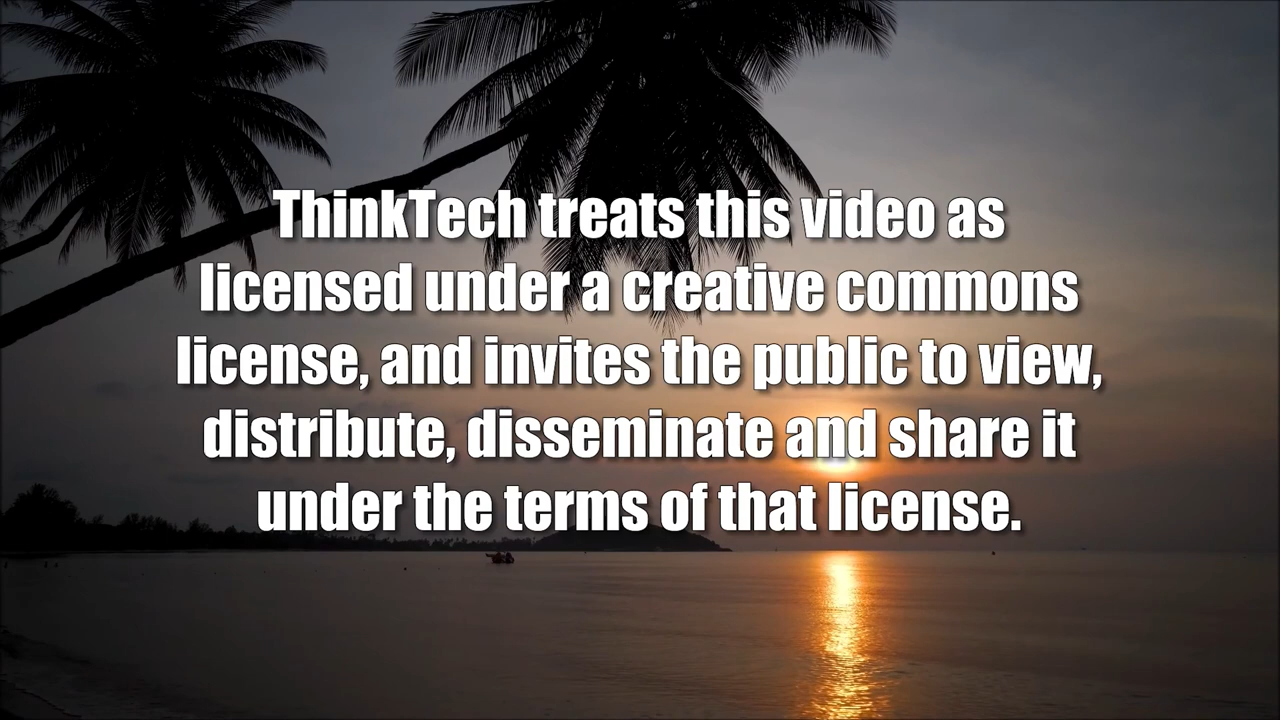 ThinkTech treats this video as
licensed under a creative commons
license, and invites the public to view,
distribute, disseminate and share it
under the terms of that license.